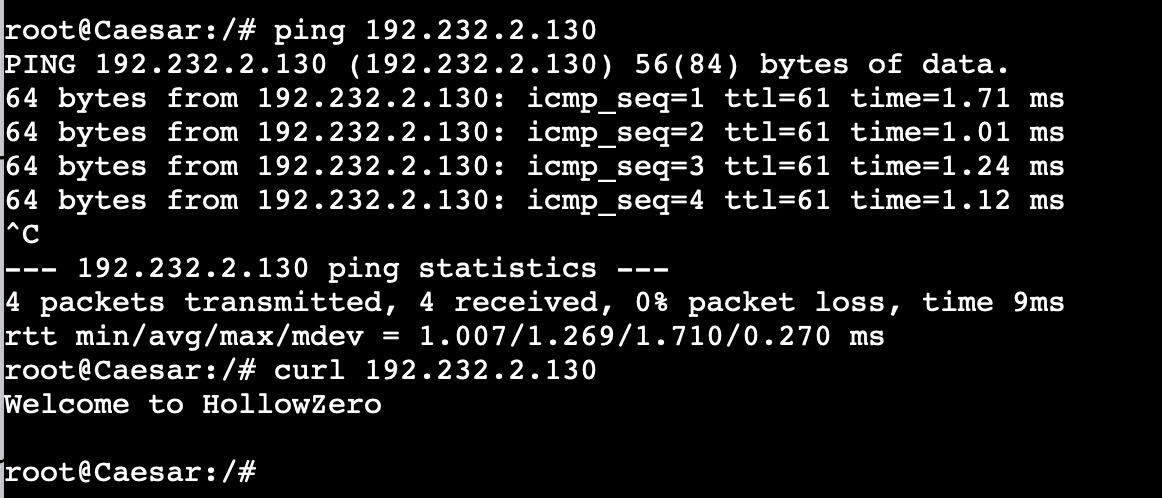 root@Caesar:/# ping 192.232.2.130
PING 192.232.2.130 (192.232.2.130) 56(84) bytes of data.
64 bytes from 192.232.2.130: icmp_seq=1 ttl=61 time=1.71 ms
64 bytes from 192.232.2.130: icmp_seq=2 ttl=61 time=1.01 ms
64 bytes from 192.232.2.130: icmp_seq=3 ttl=61 time=1.24 ms
64 bytes from 192.232.2.130: icmp_seq=4 ttl=61 time=1.12 ms
^C
--- 192.232.2.130 ping statistics ---
4 packets transmitted, 4 received, 0% packet loss, time 9ms
rtt min/avg/max/mdev = 1.007/1.269/1.710/0.270 ms
root@Caesar:/# curl 192.232.2.130
Welcome to HollowZero
root@Caesar:/#